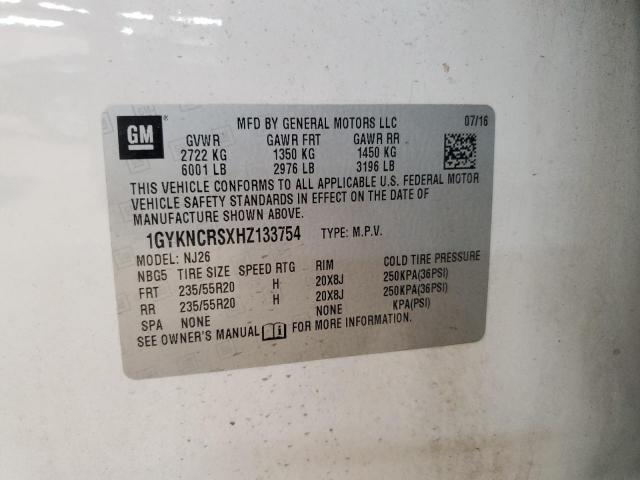 GM
MFD BY GENERAL MOTORS LLC 07/16
GVWR GAWR FRT GAWR RR
2722 KG 1350 KG 1450 KG
6001 LB 2976 LB 3196 LB
THIS VEHICLE CONFORMS TO ALL APPLICABLE U.S. FEDERAL MOTOR
VEHICLE SAFETY STANDARDS IN EFFECT ON THE DATE OF
MANUFACTURE SHOWN ABOVE.
1GYKNCRSXHZ133754 TYPE: M.P.V.
MODEL: NJ26
NBG5 TIRE SIZE SPEED RTG RIM COLD TIRE PRESSURE
FRT 235/55R20 H 20X8J 250KPA(36PSI)
RR 235/55R20 H 20X8J 250KPA(36PSI)
SPA NONE NONE KPA(PSI)
SEE OWNER'S MANUAL FOR MORE INFORMATION.